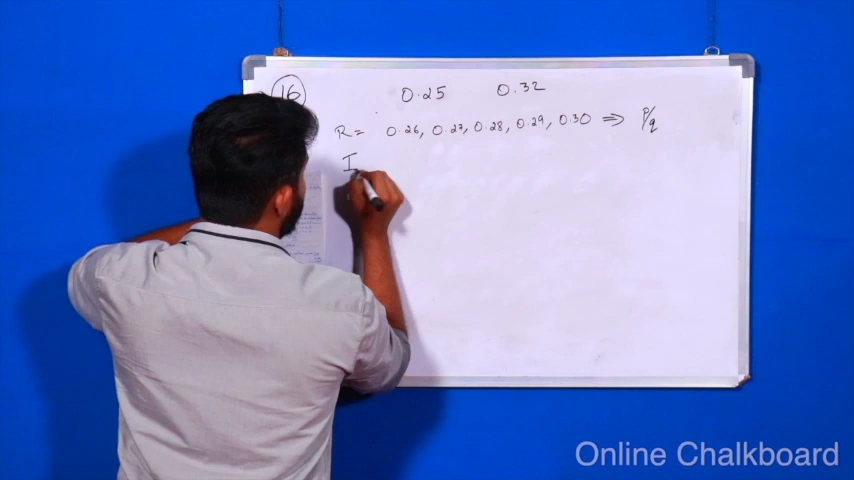 16 0.25 0.32
R = 0.26, 0.27, 0.28, 0.29, 0.30 ⇒ P/q
I
Online Chalkboard